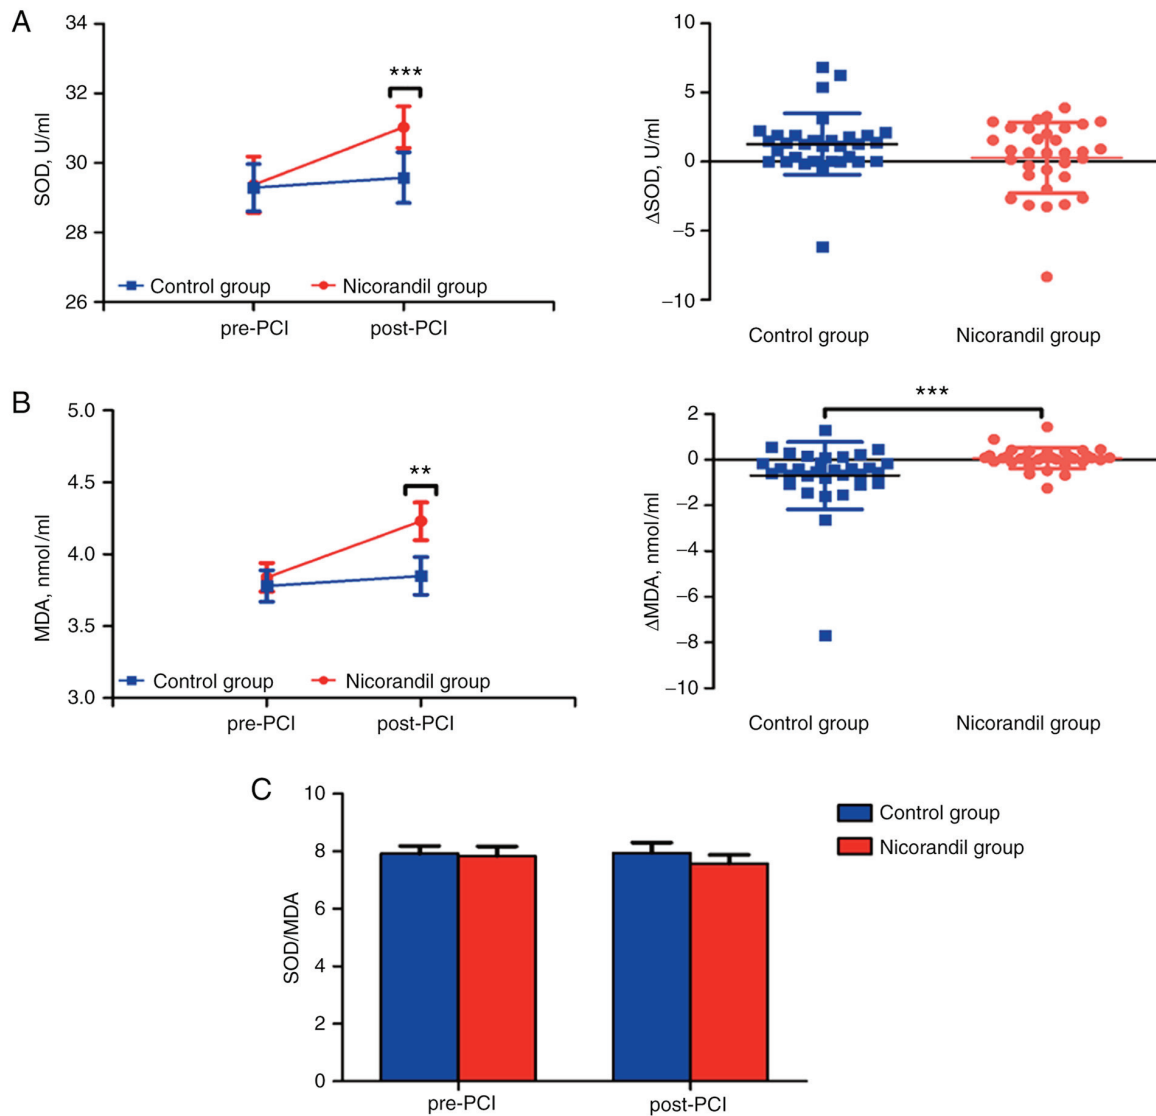 A
SOD, U/ml
34
32
30
28
26
***
Control group
Nicorandil group
pre-PCI
post-PCI
ΔSOD, U/ml
10
5
0
−5
−10
Control group
Nicorandil group
B
MDA, nmol/ml
5.0
4.5
4.0
3.5
3.0
**
Control group
Nicorandil group
pre-PCI
post-PCI
ΔMDA, nmol/ml
2
0
−2
−4
−6
−8
−10
***
Control group
Nicorandil group
C
SOD/MDA
10
8
6
4
2
0
pre-PCI
post-PCI
Control group
Nicorandil group